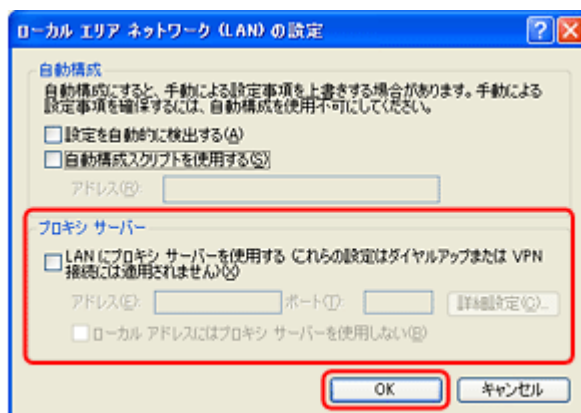 ローカル エリア ネットワーク (LAN) の設定
自動構成
自動構成にすると、手動による設定事項を上書きする場合があります。手動による
設定事項を確保するには、自動構成を使用不可にしてください。
設定を自動的に検出する(A)
自動構成スクリプトを使用する(S)
アドレス(R):
プロキシ サーバー
LAN にプロキシ サーバーを使用する (これらの設定はダイヤルアップまたは VPN
接続には適用されません)(X)
アドレス(E): ポート(T): 詳細設定(C)...
ローカル アドレスにはプロキシ サーバーを使用しない(B)
OK キャンセル